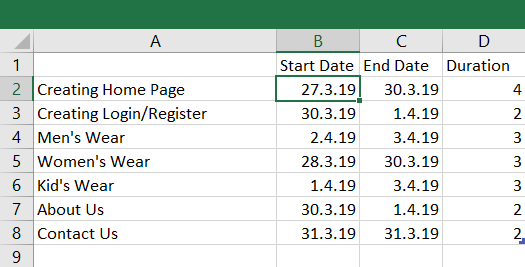 A B C D
1 Start Date End Date Duration
2 Creating Home Page 27.3.19 30.3.19 4
3 Creating Login/Register 30.3.19 1.4.19 2
4 Men's Wear 2.4.19 3.4.19 3
5 Women's Wear 28.3.19 30.3.19 3
6 Kid's Wear 1.4.19 3.4.19 3
7 About Us 30.3.19 1.4.19 2
8 Contact Us 31.3.19 31.3.19 2
9